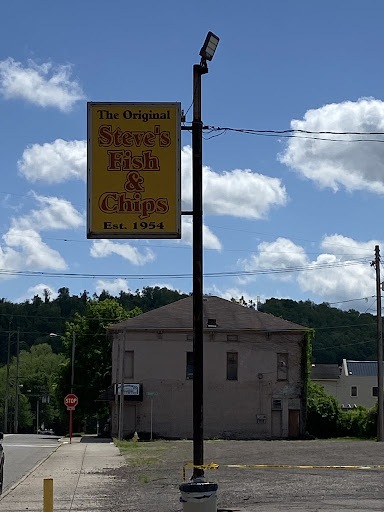 The Original
Steve's
Fish
&
Chips
Est. 1954
STOP